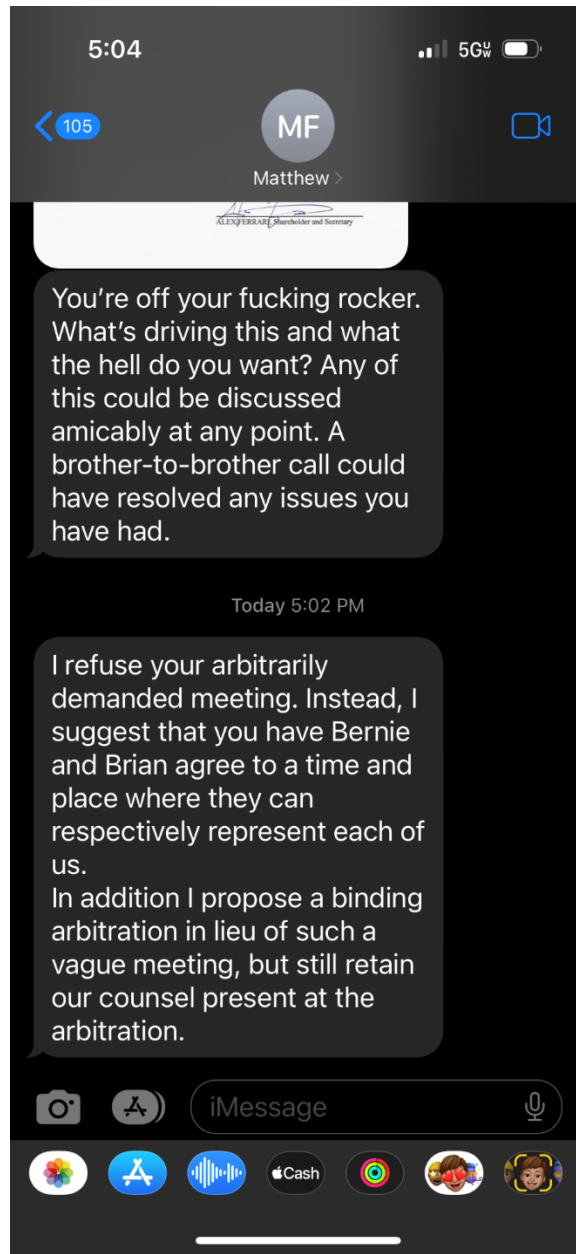 5:04
5GUW
105
MF
Matthew
ALEX FERRARI, Shareholder and Secretary
You’re off your fucking rocker.
What’s driving this and what
the hell do you want? Any of
this could be discussed
amicably at any point. A
brother-to-brother call could
have resolved any issues you
have had.
Today 5:02 PM
I refuse your arbitrarily
demanded meeting. Instead, I
suggest that you have Bernie
and Brian agree to a time and
place where they can
respectively represent each of
us.
In addition I propose a binding
arbitration in lieu of such a
vague meeting, but still retain
our counsel present at the
arbitration.
iMessage
Cash